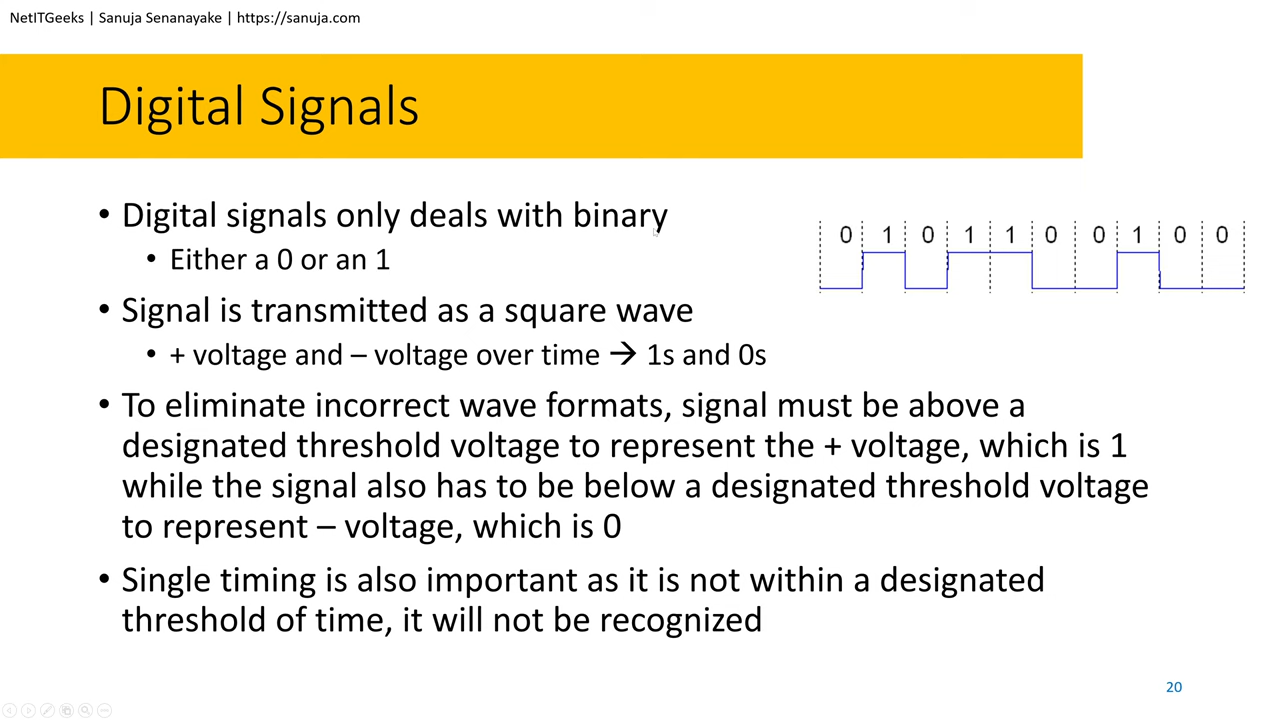 NetITGeeks | Sanuja Senanayake | https://sanuja.com
Digital Signals
• Digital signals only deals with binary
• Either a 0 or an 1
• Signal is transmitted as a square wave
• + voltage and – voltage over time → 1s and 0s
• To eliminate incorrect wave formats, signal must be above a
designated threshold voltage to represent the + voltage, which is 1
while the signal also has to be below a designated threshold voltage
to represent – voltage, which is 0
• Single timing is also important as it is not within a designated
threshold of time, it will not be recognized
0 1 0 1 1 0 0 1 0 0
20